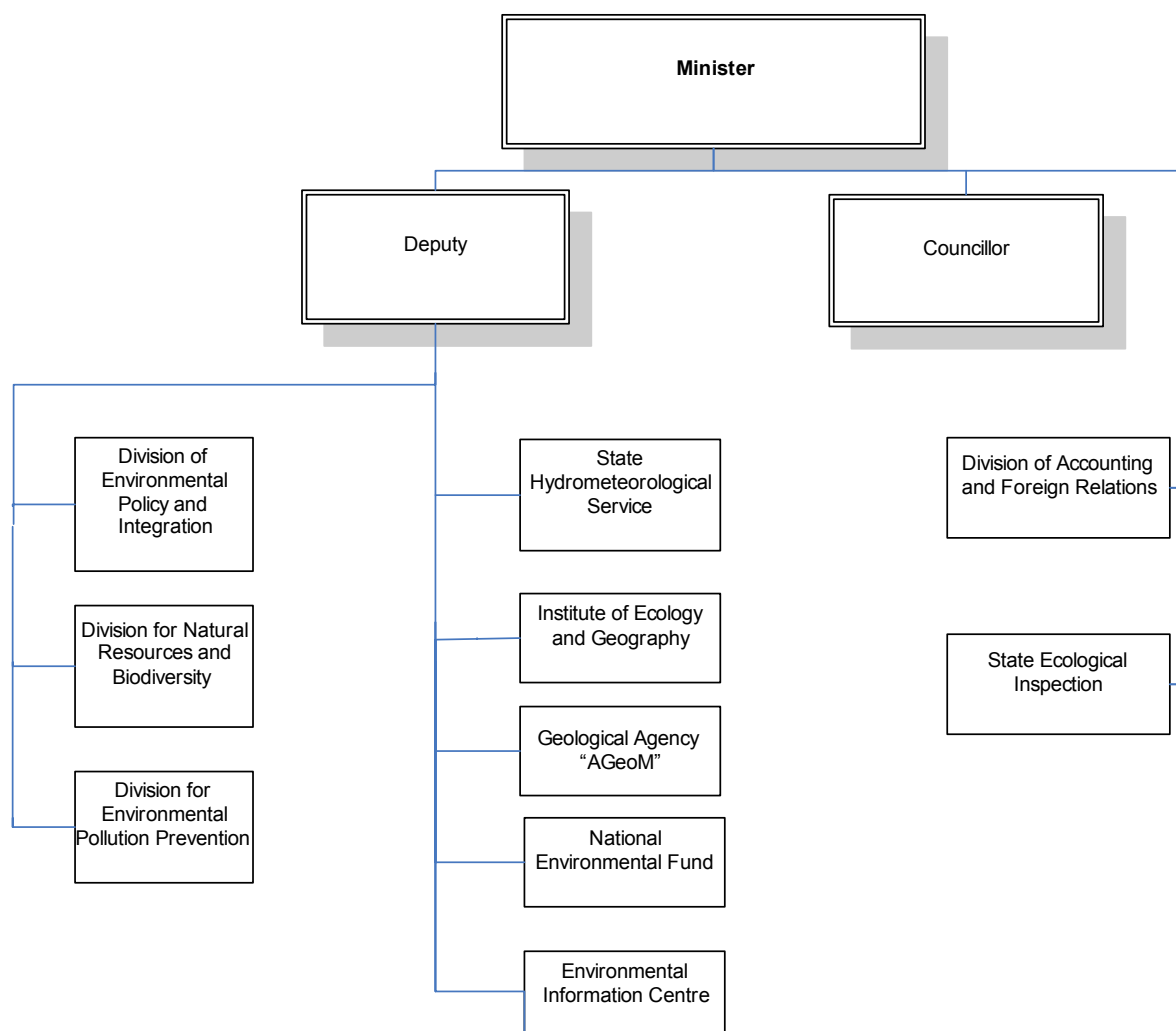 Minister
Deputy
Councillor
Division of
Environmental
Policy and
Integration
State
Hydrometeorological
Service
Division of Accounting
and Foreign Relations
Division for Natural
Resources and
Biodiversity
Institute of Ecology
and Geography
State Ecological
Inspection
Geological Agency
“AGeoM”
Division for
Environmental
Pollution Prevention
National
Environmental Fund
Environmental
Information Centre